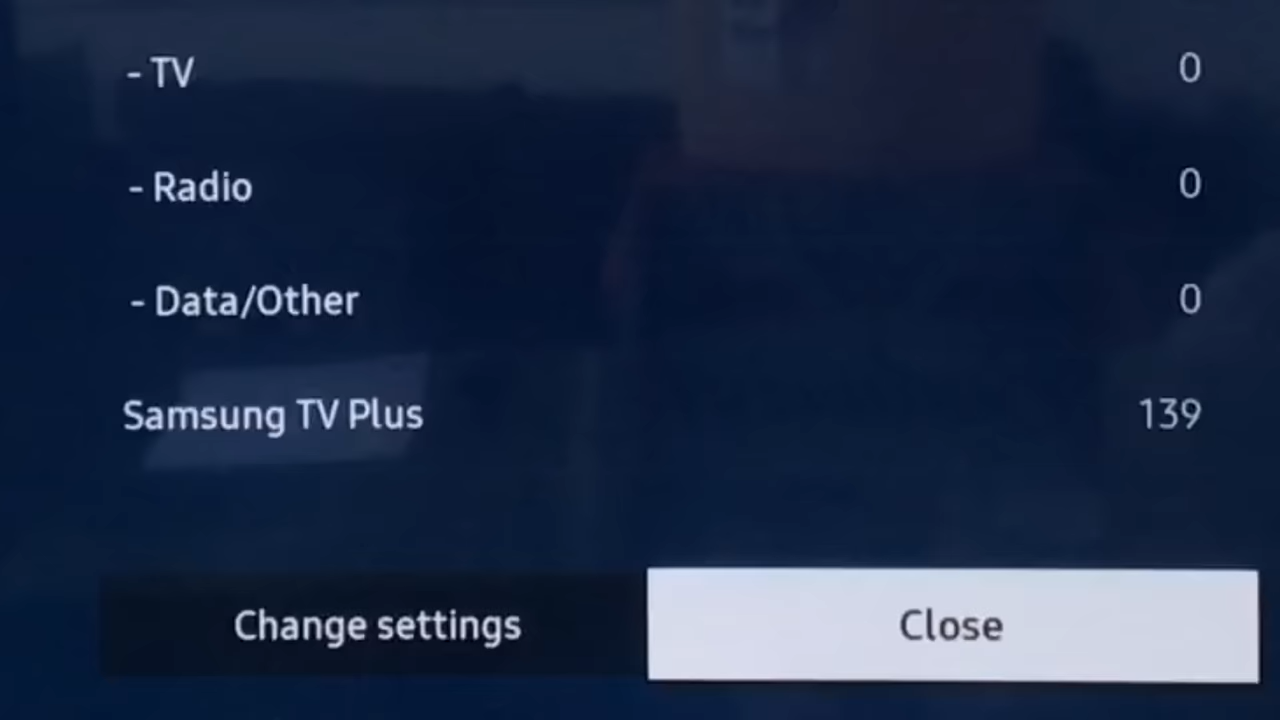 - TV 0
- Radio 0
- Data/Other 0
Samsung TV Plus 139
Change settings Close